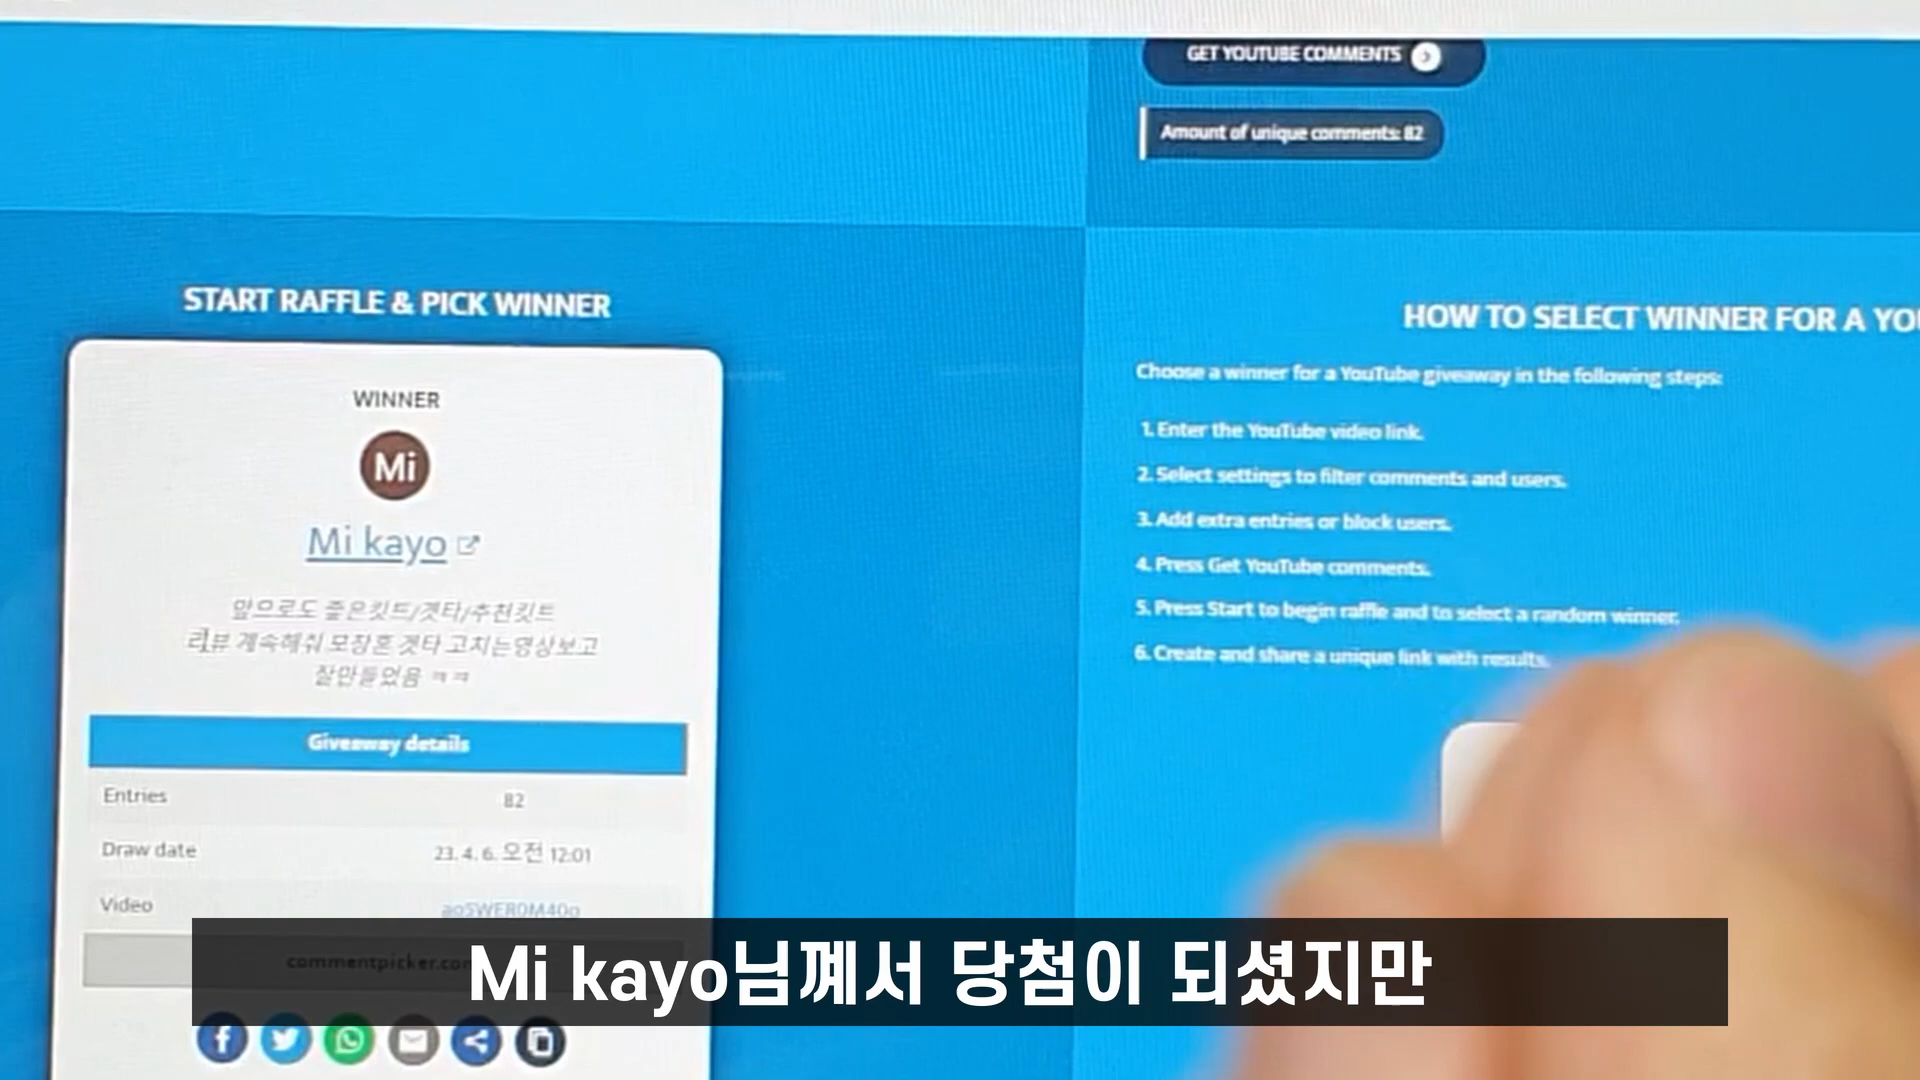 GET YOUTUBE COMMENTS
Amount of unique comments: 82
START RAFFLE & PICK WINNER
WINNER
Mi
Mi kayo
앞으로도 좋은킷트/겟타/추천킷트
리뷰 계속해줘 모장혼 겟타 고치는영상보고
잘만들었음 ㅋㅋ
Giveaway details
Entries 82
Draw date 23. 4. 6. 오전 12:01
Video ao5WER0M40o
commentpicker.com
HOW TO SELECT WINNER FOR A YOU
Choose a winner for a YouTube giveaway in the following steps:
1. Enter the YouTube video link.
2. Select settings to filter comments and users.
3. Add extra entries or block users.
4. Press Get YouTube comments.
5. Press Start to begin raffle and to select a random winner.
6. Create and share a unique link with results.
Mi kayo님꼐서 당첨이 되셨지만